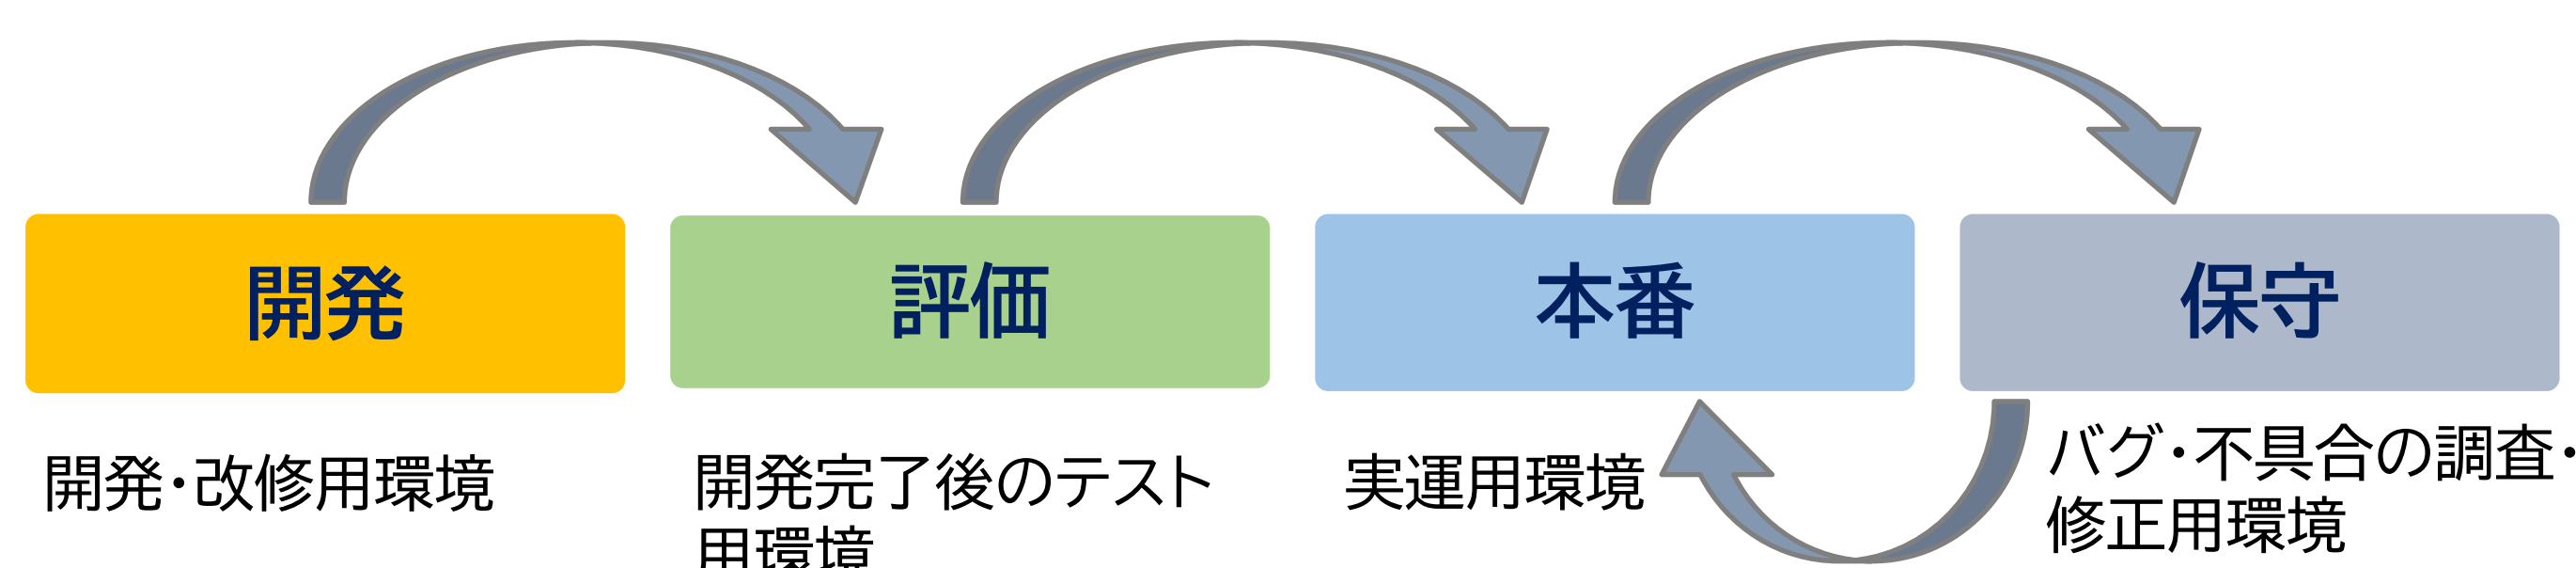 開発
評価
本番
保守
開発・改修用環境
開発完了後のテスト
用環境
実運用環境
バグ・不具合の調査・
修正用環境